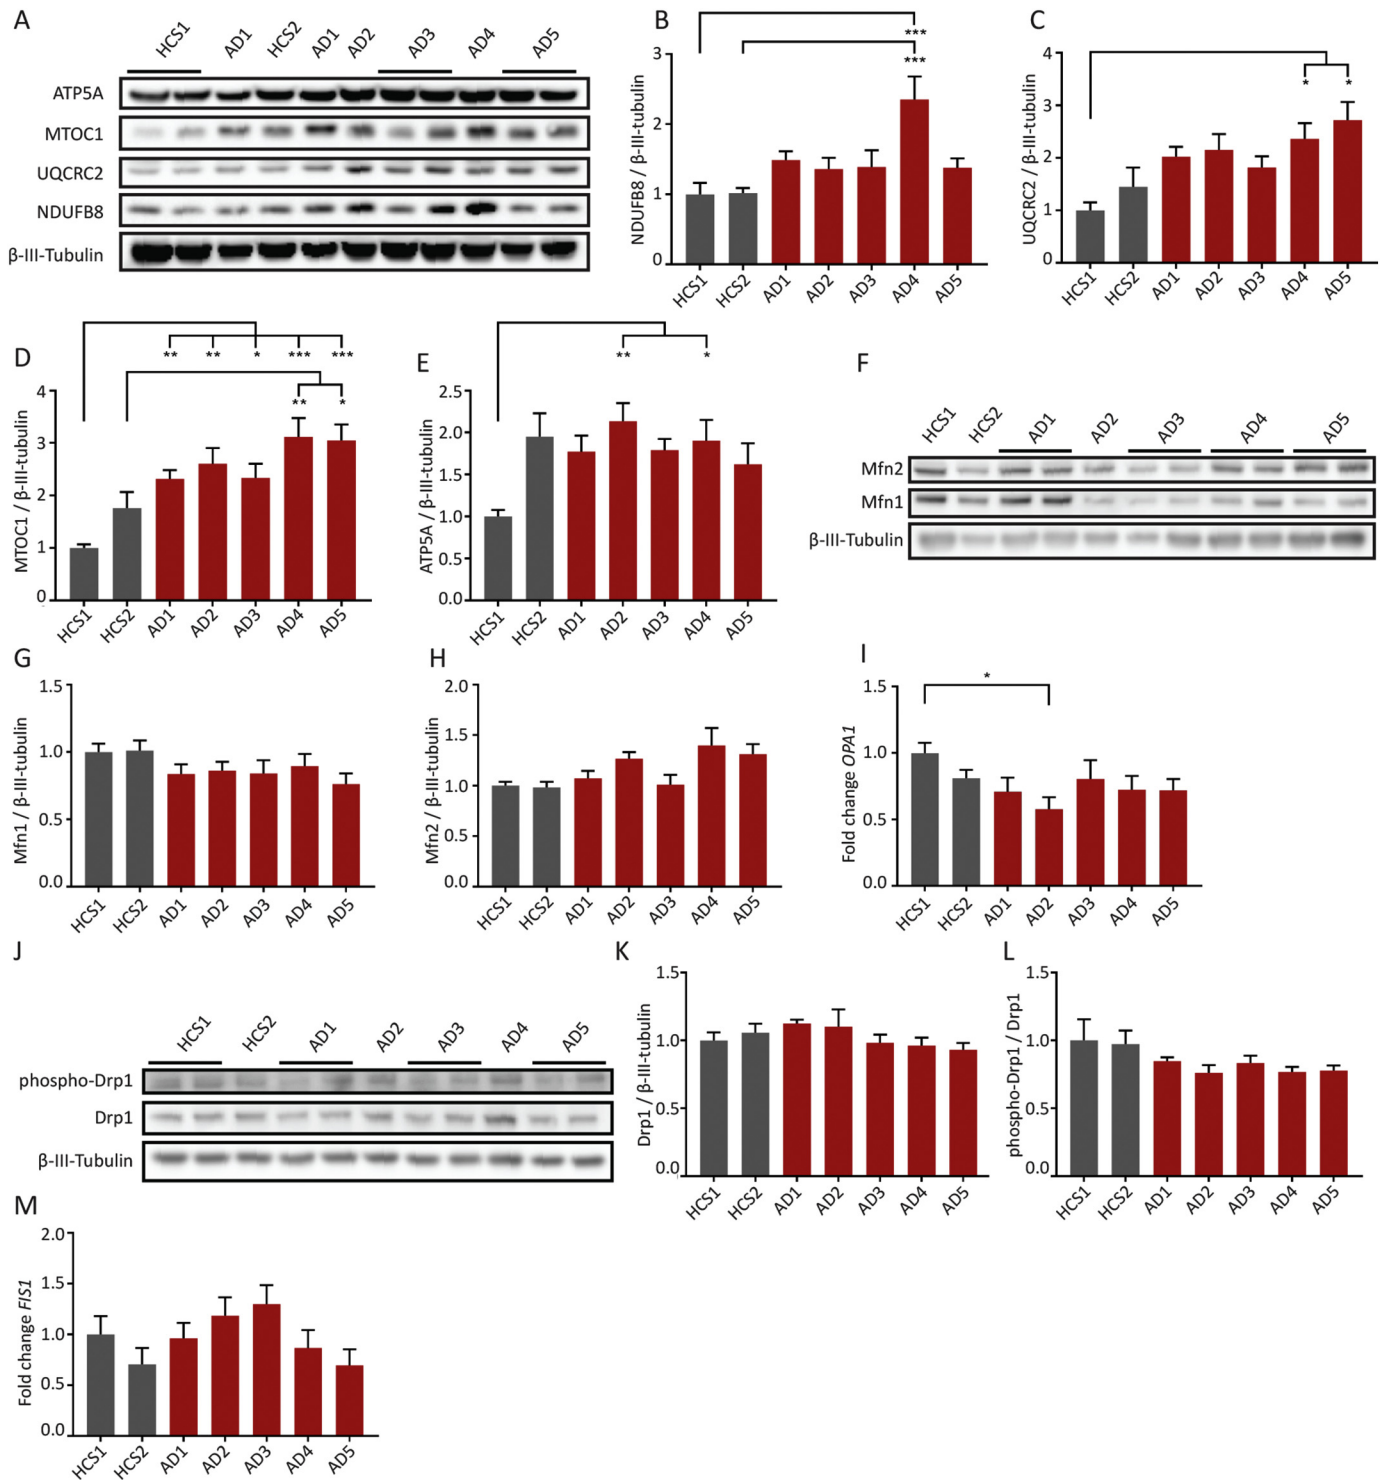 A
HCS1 AD1 HCS2 AD1 AD2 AD3 AD4 AD5
ATP5A
MTOC1
UQCRC2
NDUFB8
β-III-Tubulin
B
***
***
NDUFB8 / β-III-tubulin
3
2
1
0
HCS1 HCS2 AD1 AD2 AD3 AD4 AD5
C
* *
UQCRC2 / β-III-tubulin
4
3
2
1
0
HCS1 HCS2 AD1 AD2 AD3 AD4 AD5
D
** ** * *** ***
** *
MTOC1 / β-III-tubulin
4
3
2
1
0
HCS1 HCS2 AD1 AD2 AD3 AD4 AD5
E
** *
ATP5A / β-III-tubulin
2.5
2.0
1.5
1.0
0.5
0.0
HCS1 HCS2 AD1 AD2 AD3 AD4 AD5
F
HCS1 HCS2 AD1 AD2 AD3 AD4 AD5
Mfn2
Mfn1
β-III-Tubulin
G
Mfn1 / β-III-tubulin
1.5
1.0
0.5
0.0
HCS1 HCS2 AD1 AD2 AD3 AD4 AD5
H
Mfn2 / β-III-tubulin
2.0
1.5
1.0
0.5
0.0
HCS1 HCS2 AD1 AD2 AD3 AD4 AD5
I
*
Fold change OPA1
1.5
1.0
0.5
0.0
HCS1 HCS2 AD1 AD2 AD3 AD4 AD5
J
HCS1 HCS2 AD1 AD2 AD3 AD4 AD5
phospho-Drp1
Drp1
β-III-Tubulin
K
Drp1 / β-III-tubulin
1.5
1.0
0.5
0.0
HCS1 HCS2 AD1 AD2 AD3 AD4 AD5
L
phospho-Drp1 / Drp1
1.5
1.0
0.5
0.0
HCS1 HCS2 AD1 AD2 AD3 AD4 AD5
M
Fold change FIS1
2.0
1.5
1.0
0.5
0.0
HCS1 HCS2 AD1 AD2 AD3 AD4 AD5